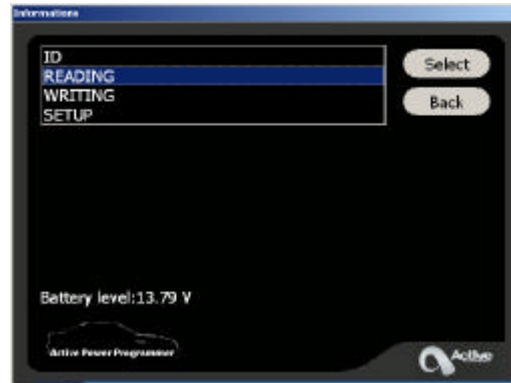 Informations
ID
READING
WRITING
SETUP
Select
Back
Battery level:13.79 V
Active Power Programmer
Active